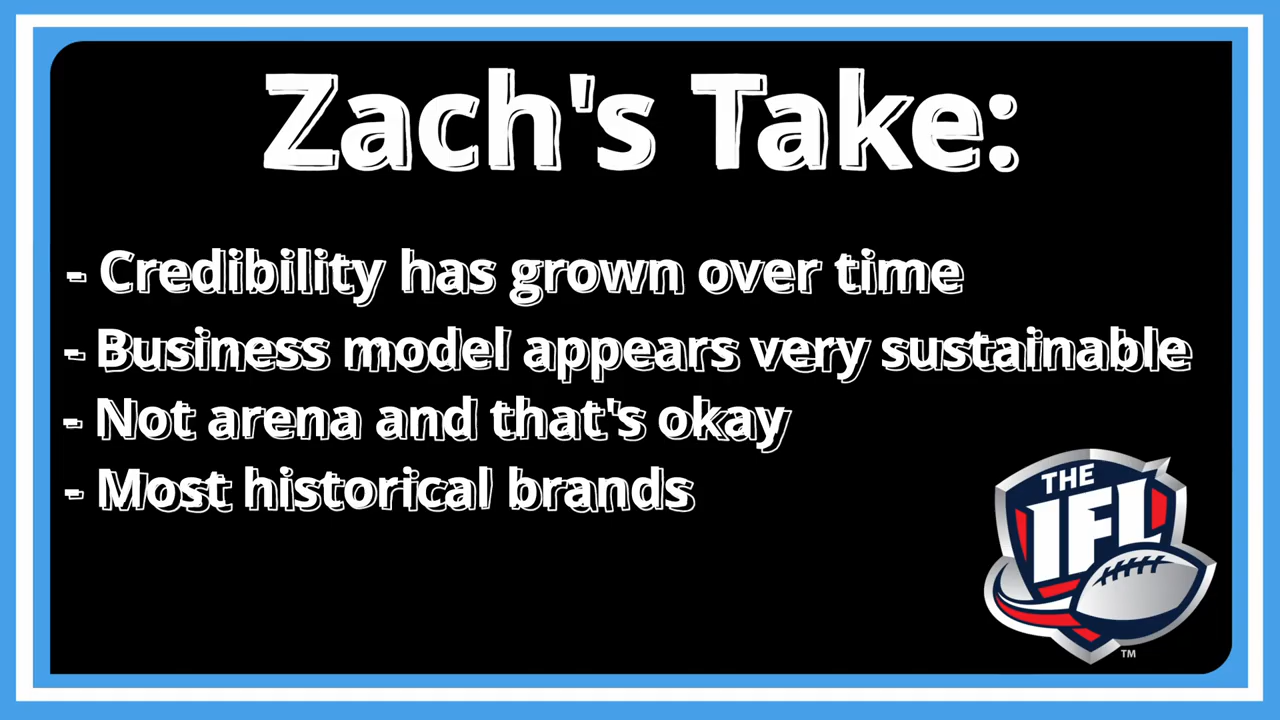 Zach's Take:
- Credibility has grown over time
- Business model appears very sustainable
- Not arena and that's okay
- Most historical brands
THE
IFL
TM